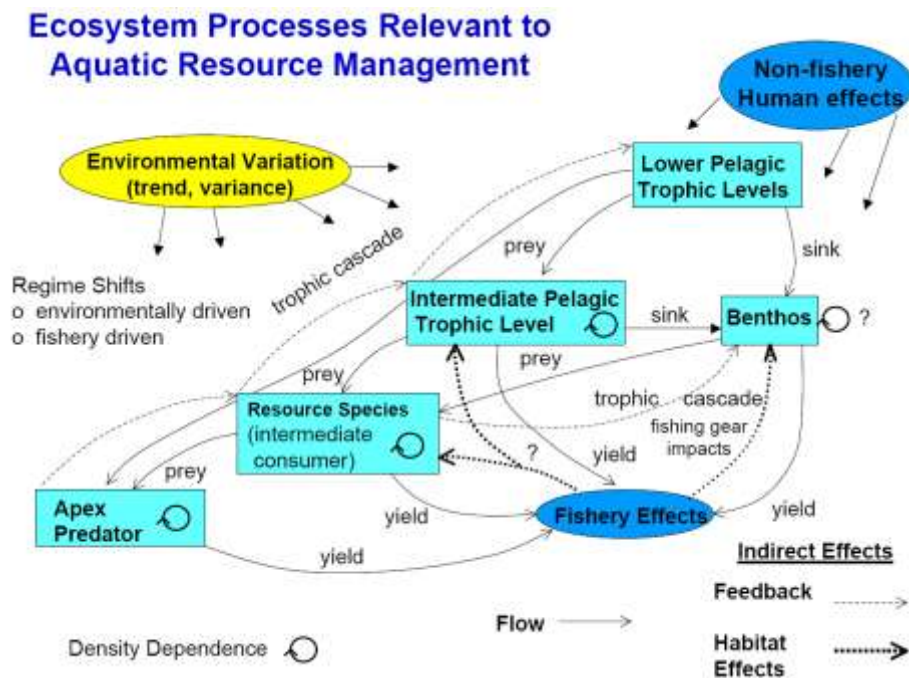 Ecosystem Processes Relevant to
Aquatic Resource Management
Non-fishery
Human effects
Environmental Variation
(trend, variance)
Lower Pelagic
Trophic Levels
prey
sink
trophic cascade
Regime Shifts
o environmentally driven
o fishery driven
Intermediate Pelagic
Trophic Level
sink
Benthos
?
prey
prey
Resource Species
(intermediate
consumer)
trophic cascade
fishing gear
impacts
?
prey
yield
Apex
Predator
yield
Fishery Effects
yield
yield
Indirect Effects
Feedback
Flow
Density Dependence
Habitat
Effects